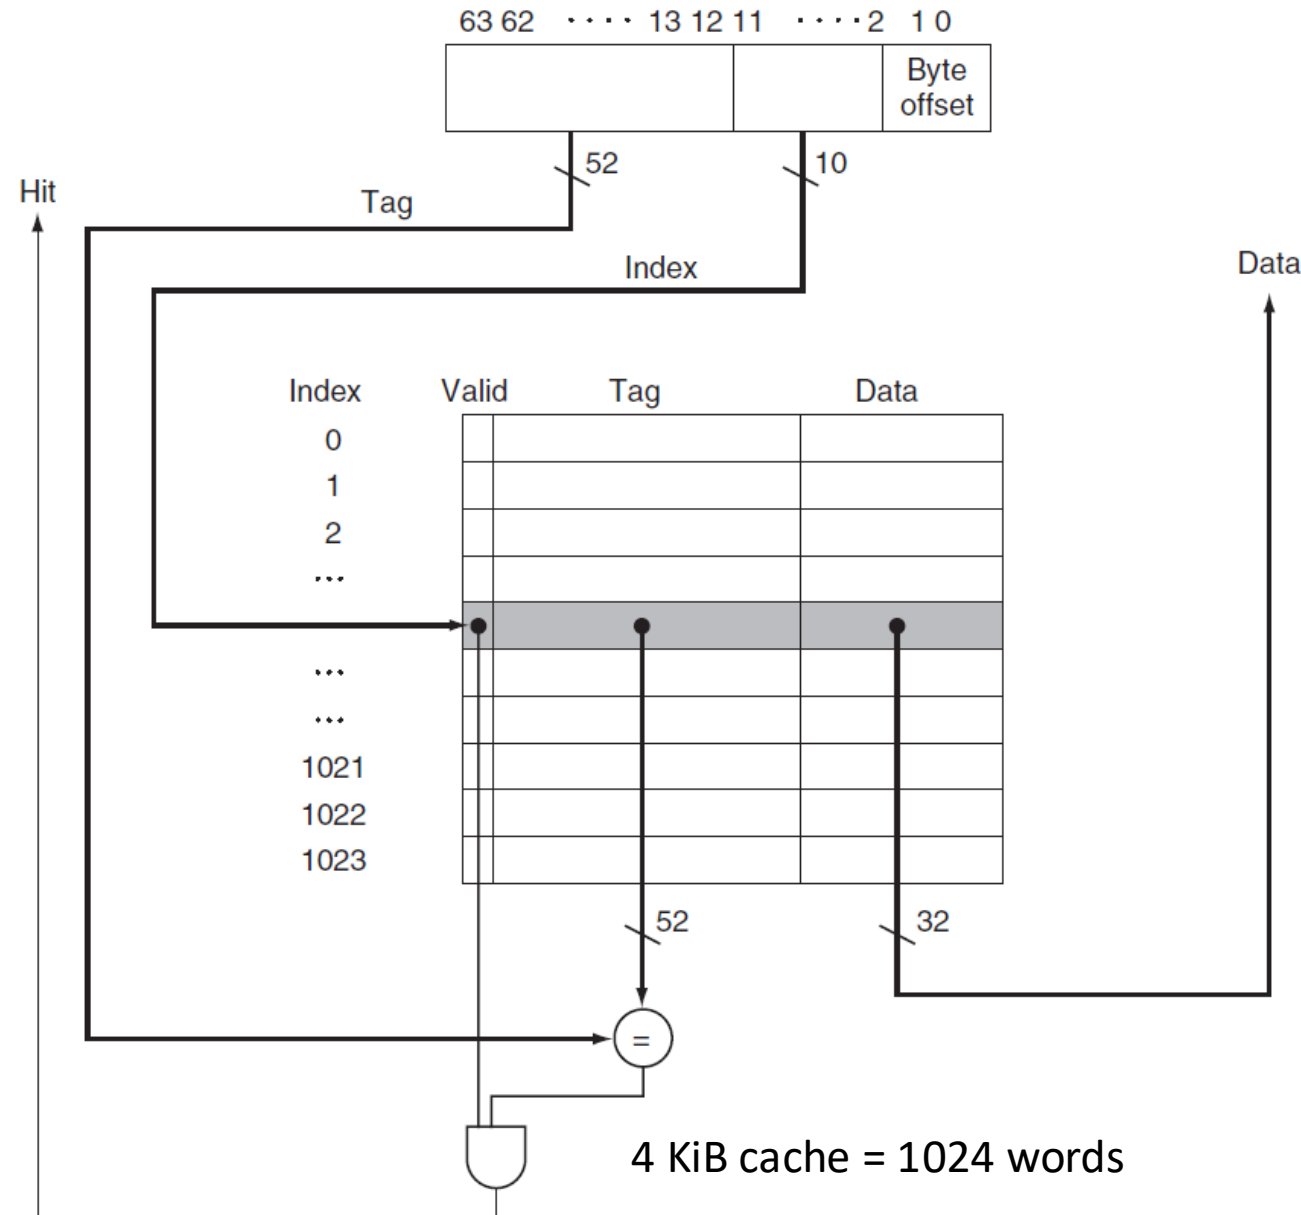 63 62 ···· 13 12 11 ···· 2 1 0
Byte
offset
52 10
Hit
Tag
Index
Data
Index Valid Tag Data
0
1
2
...
...
...
1021
1022
1023
52 32
=
4 KiB cache = 1024 words